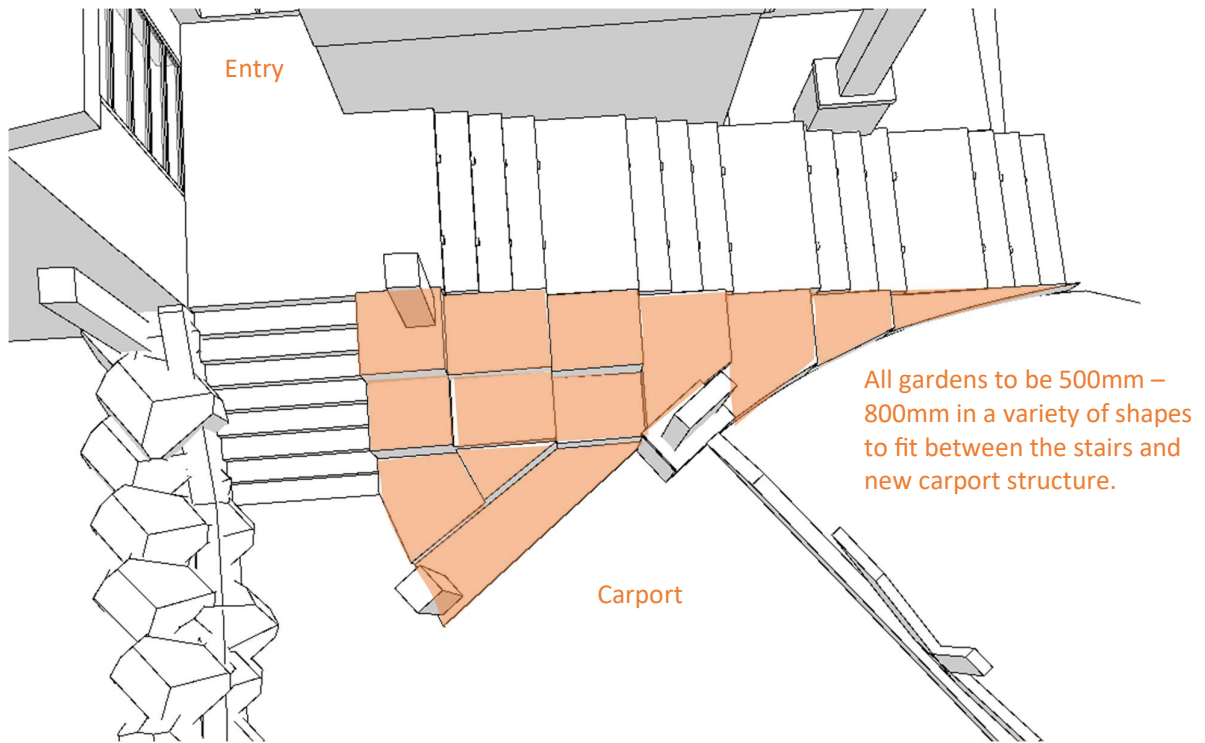 Entry
All gardens to be 500mm –
800mm in a variety of shapes
to fit between the stairs and
new carport structure.
Carport